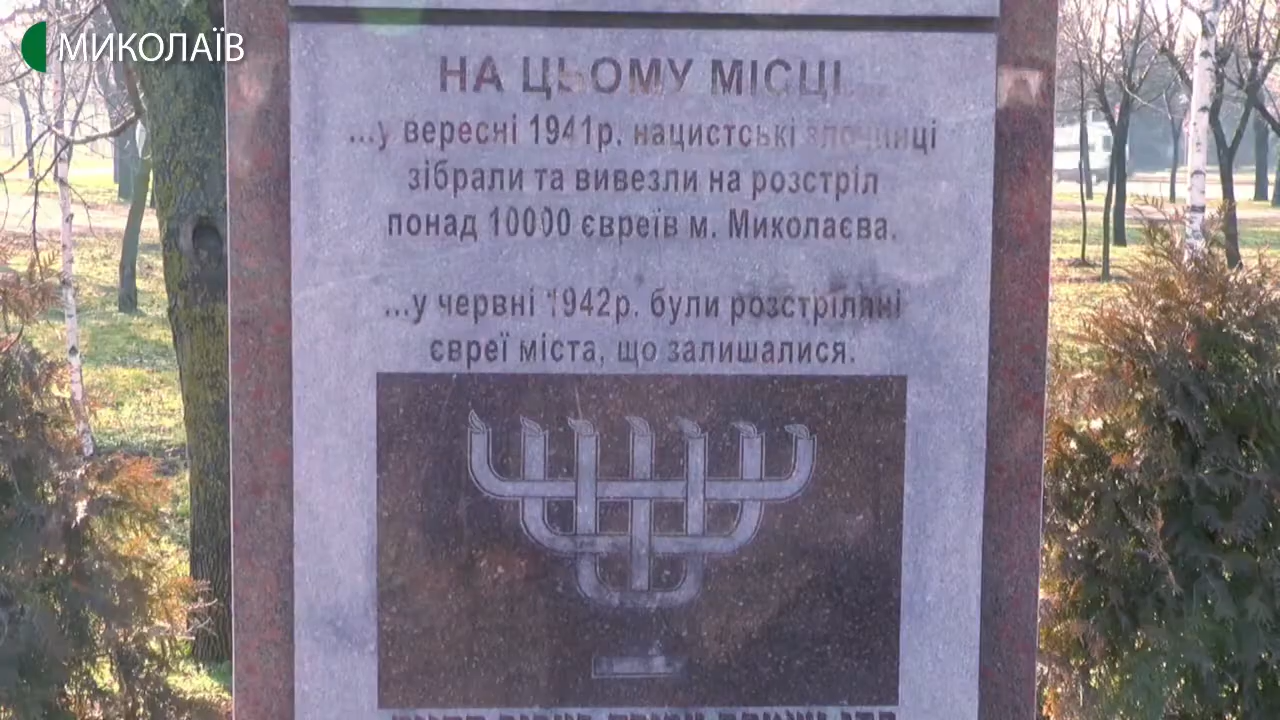 МИКОЛАЇВ
НА ЦЬОМУ МІСЦІ...
...у вересні 1941р. нацистські злочинці
зібрали та вивезли на розстріл
понад 10000 євреїв м. Миколаєва.
...у червні 1942р. були розстріляні
євреї міста, що залишалися.